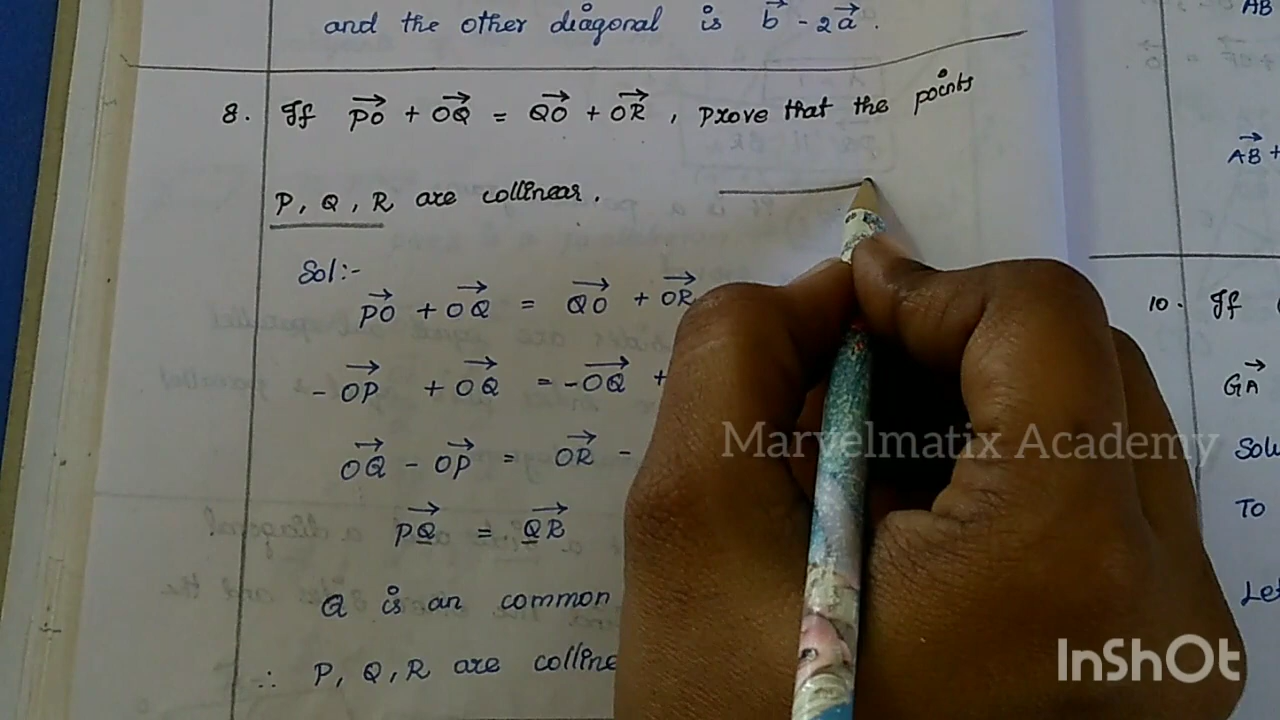 and the other diagonal is b⃗ - 2a⃗.
8. If PO⃗ + OQ⃗ = QO⃗ + OR⃗, prove that the points
P, Q, R are collinear.
Sol:-
PO⃗ + OQ⃗ = QO⃗ + OR⃗
- OP⃗ + OQ⃗ = -OQ⃗ +
OQ⃗ - OP⃗ = OR⃗ -
PQ⃗ = QR⃗
Q is an common
∴ P, Q, R are colline
AB
AB⃗ +
10. If
GA⃗
Solu
To
Let
Marvelmatix Academy
InShOt